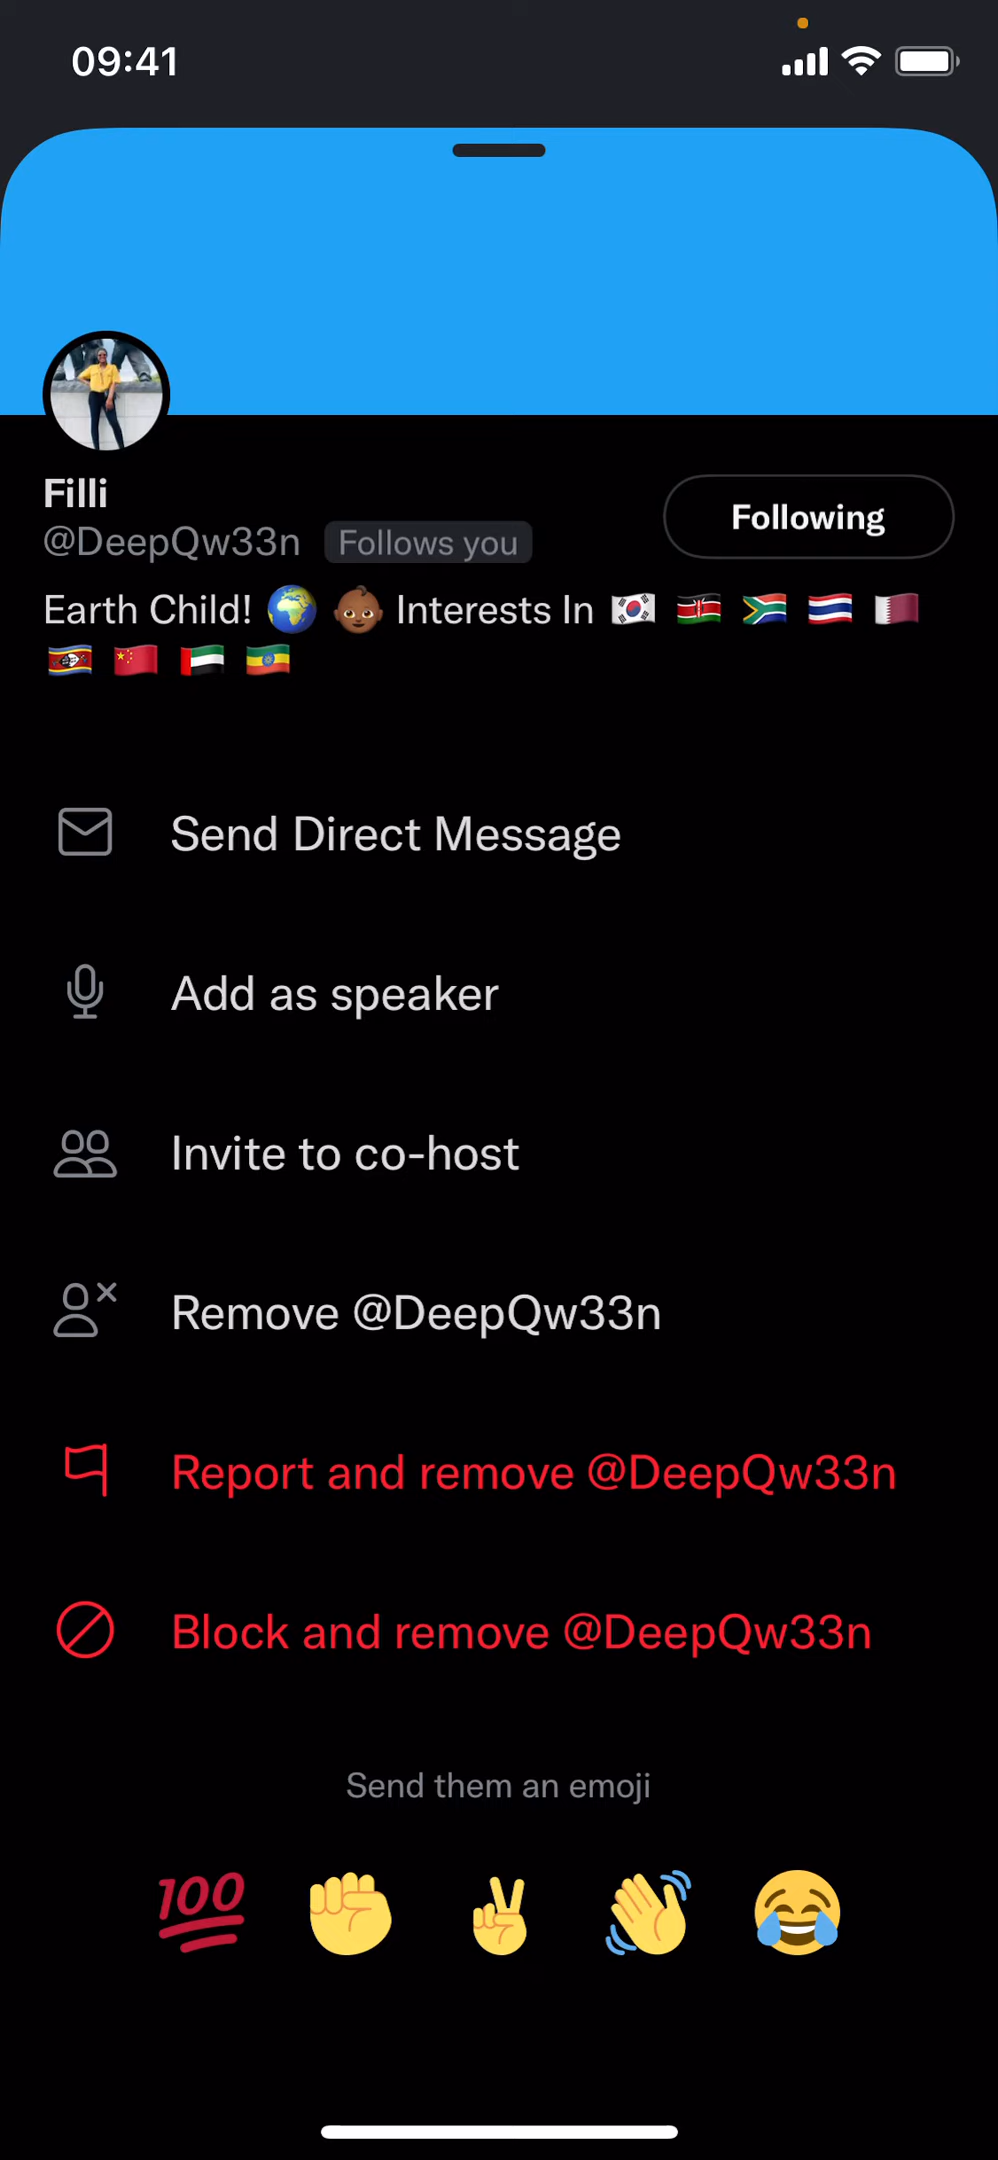 09:41
Filli
@DeepQw33n Follows you
Following
Earth Child! 🌍 👶🏾 Interests In 🇰🇷 🇰🇪 🇿🇦 🇹🇭 🇶🇦
🇸🇿 🇨🇳 🇦🇪 🇪🇹
Send Direct Message
Add as speaker
Invite to co-host
Remove @DeepQw33n
Report and remove @DeepQw33n
Block and remove @DeepQw33n
Send them an emoji
💯 ✊ ✌️ 👋 😂